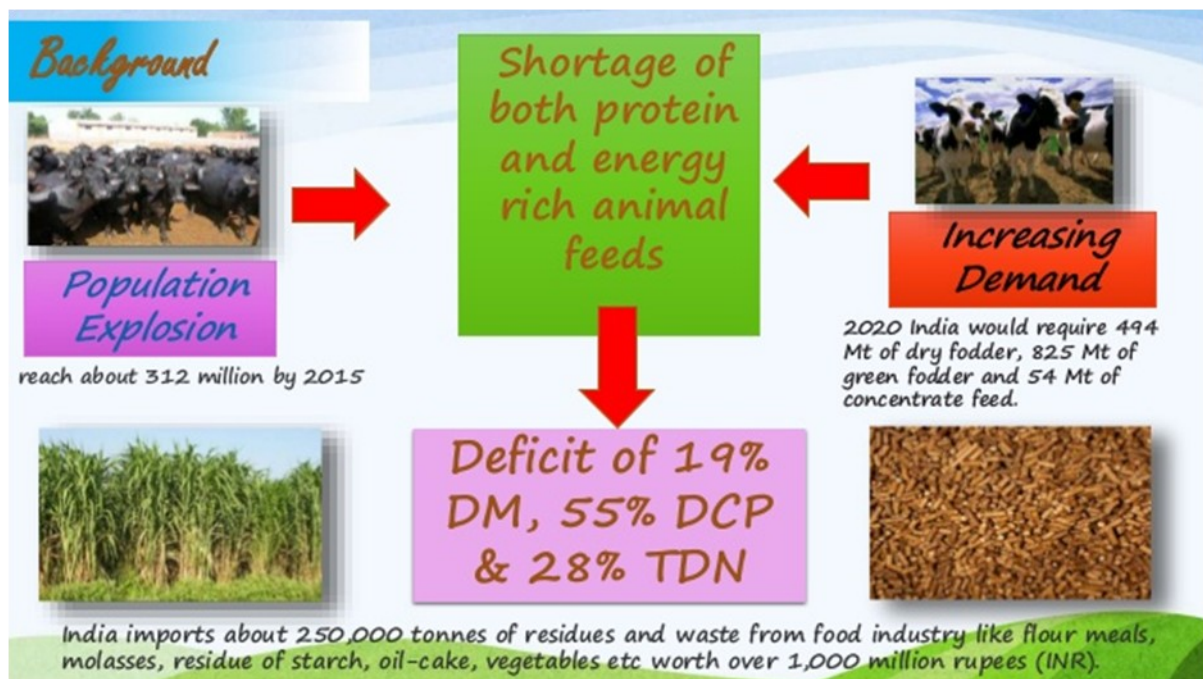 Background
Shortage of
both protein
and energy
rich animal
feeds
Population
Explosion
reach about 312 million by 2015
Increasing
Demand
2020 India would require 494
Mt of dry fodder, 825 Mt of
green fodder and 54 Mt of
concentrate feed.
Deficit of 19%
DM, 55% DCP
& 28% TDN
India imports about 250,000 tonnes of residues and waste from food industry like flour meals,
molasses, residue of starch, oil-cake, vegetables etc worth over 1,000 million rupees (INR).